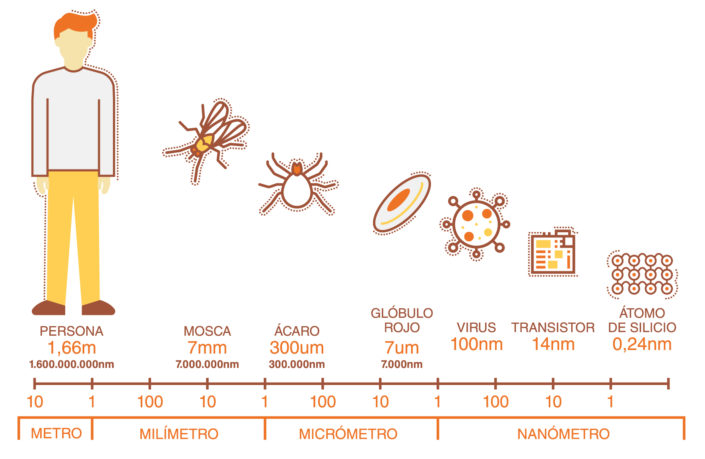 PERSONA
1,66m
1.600.000.000nm
MOSCA
7mm
7.000.000nm
ÁCARO
300um
300.000nm
GLÓBULO
ROJO
7um
7.000nm
VIRUS
100nm
TRANSISTOR
14nm
ÁTOMO
DE SILICIO
0,24nm
10 1 100 10 1 100 10 1 100 10 1
METRO MILÍMETRO MICRÓMETRO NANÓMETRO